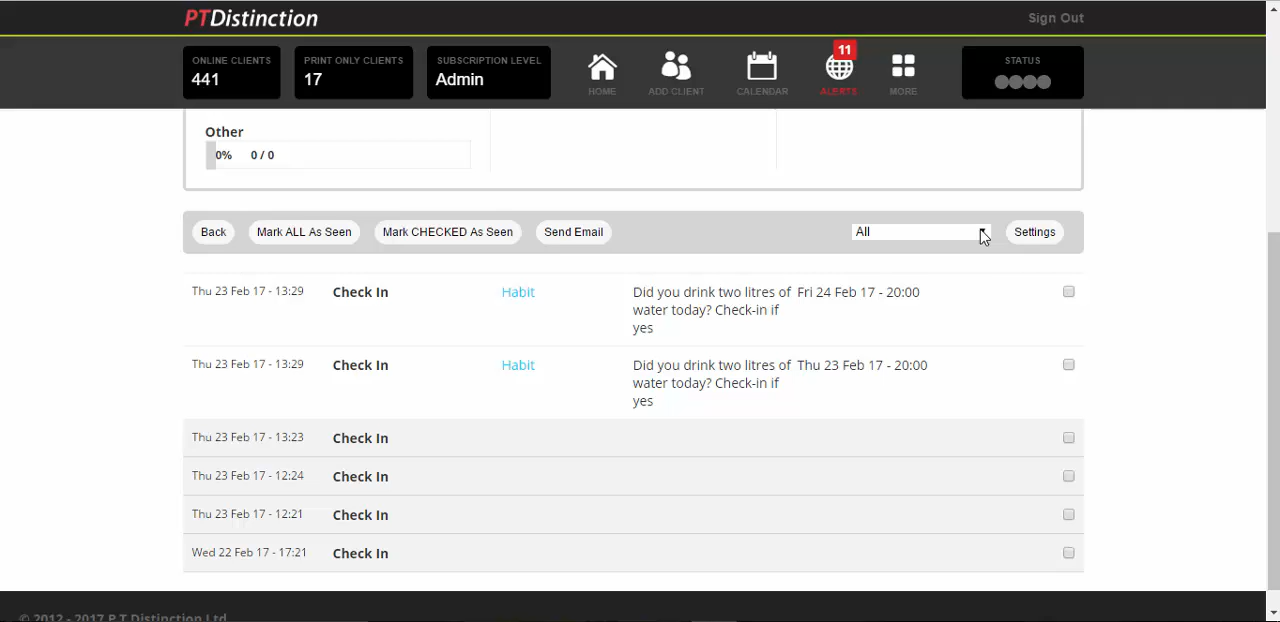 PTDistinction
Sign Out
ONLINE CLIENTS
441
PRINT ONLY CLIENTS
17
SUBSCRIPTION LEVEL
Admin
HOME
ADD CLIENT
CALENDAR
11
ALERTS
MORE
STATUS
Other
0% 0 / 0
Back
Mark ALL As Seen
Mark CHECKED As Seen
Send Email
All
Settings
Thu 23 Feb 17 - 13:29 Check In Habit Did you drink two litres of Fri 24 Feb 17 - 20:00
water today? Check-in if
yes
Thu 23 Feb 17 - 13:29 Check In Habit Did you drink two litres of Thu 23 Feb 17 - 20:00
water today? Check-in if
yes
Thu 23 Feb 17 - 13:23 Check In
Thu 23 Feb 17 - 12:24 Check In
Thu 23 Feb 17 - 12:21 Check In
Wed 22 Feb 17 - 17:21 Check In
© 2012 - 2017 P T Distinction Ltd